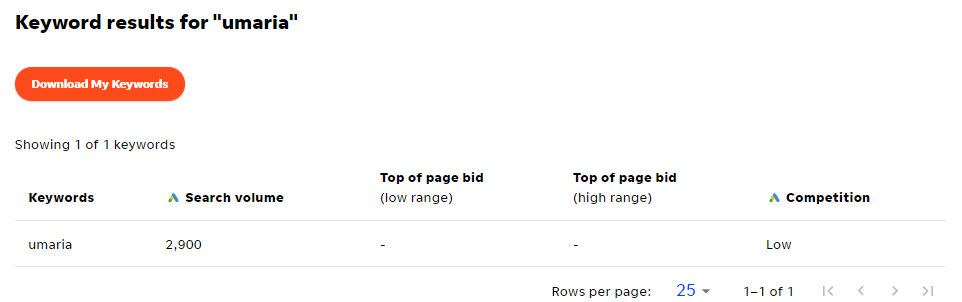 Keyword results for "umaria"
Download My Keywords
Showing 1 of 1 keywords
Keywords Search volume Top of page bid (low range) Top of page bid (high range) Competition
umaria 2,900 - - Low
Rows per page: 25 1–1 of 1